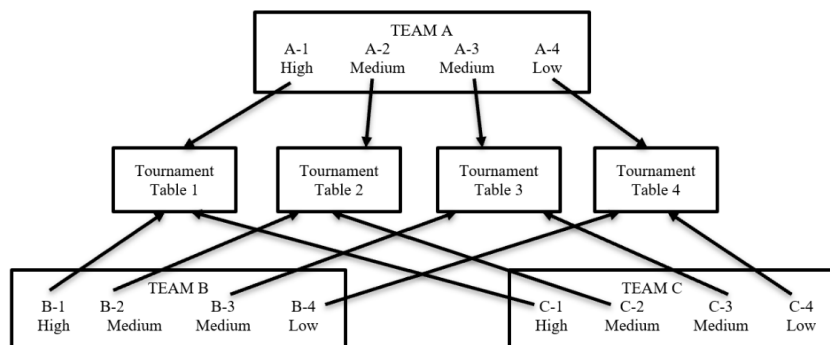 TEAM A
A-1 A-2 A-3 A-4
High Medium Medium Low
Tournament Table 1
Tournament Table 2
Tournament Table 3
Tournament Table 4
TEAM B
B-1 B-2 B-3 B-4
High Medium Medium Low
TEAM C
C-1 C-2 C-3 C-4
High Medium Medium Low